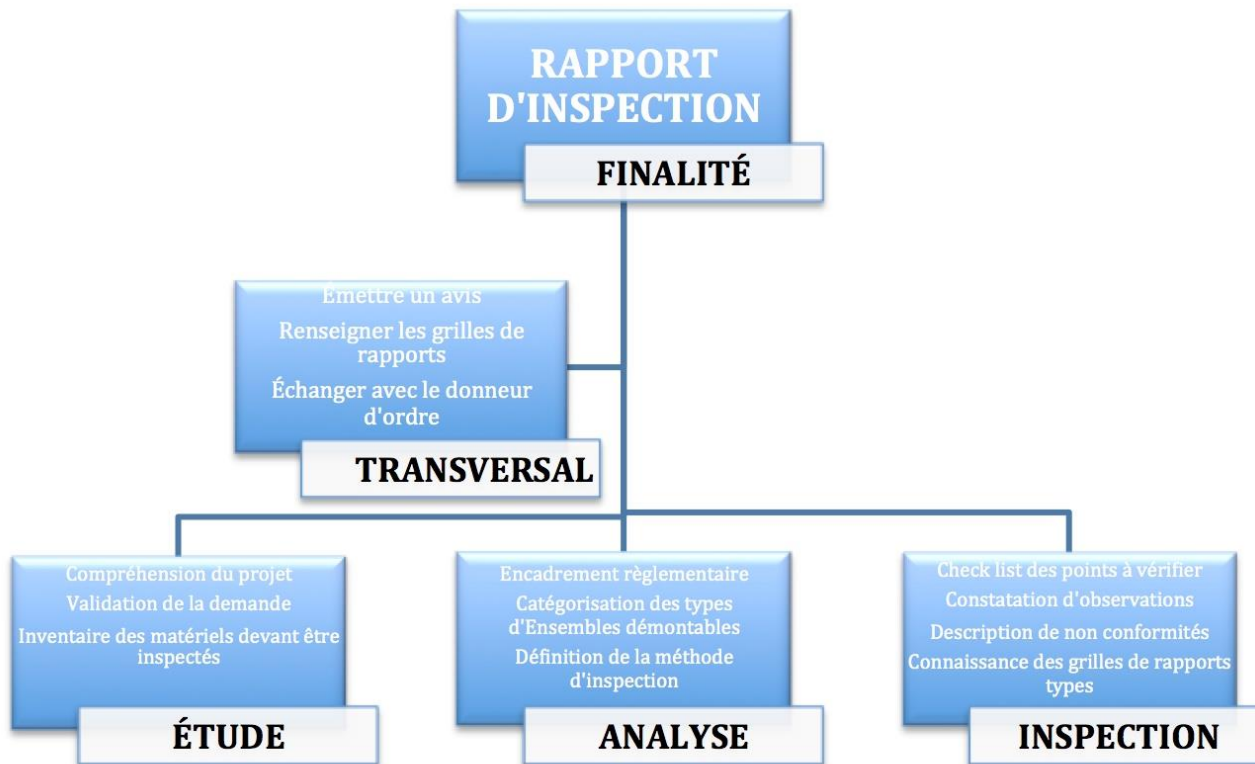 RAPPORT
D'INSPECTION
FINALITÉ
Émettre un avis
Renseigner les grilles de
rapports
Échanger avec le donneur
d'ordre
TRANSVERSAL
Compréhension du projet
Validation de la demande
Inventaire des matériels devant être
inspectés
ÉTUDE
Encadrement règlementaire
Catégorisation des types
d'Ensembles démontables
Définition de la méthode
d'inspection
ANALYSE
Check list des points à vérifier
Constatation d'observations
Description de non conformités
Connaissance des grilles de rapports
types
INSPECTION